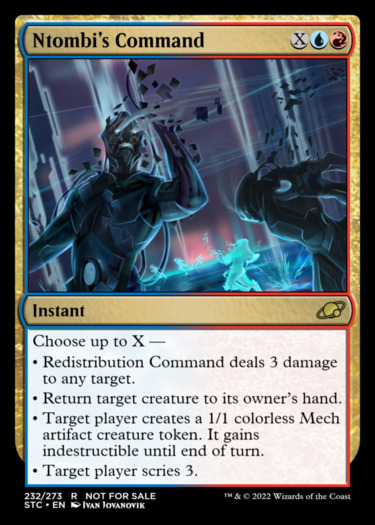 Ntombi's Command X
Instant
Choose up to X —
• Redistribution Command deals 3 damage
to any target.
• Return target creature to its owner's hand.
• Target player creates a 1/1 colorless Mech
artifact creature token. It gains
indestructible until end of turn.
• Target player scries 3.
232/273 R NOT FOR SALE
STC • EN Ivan Jovanovik
™ & © 2022 Wizards of the Coast